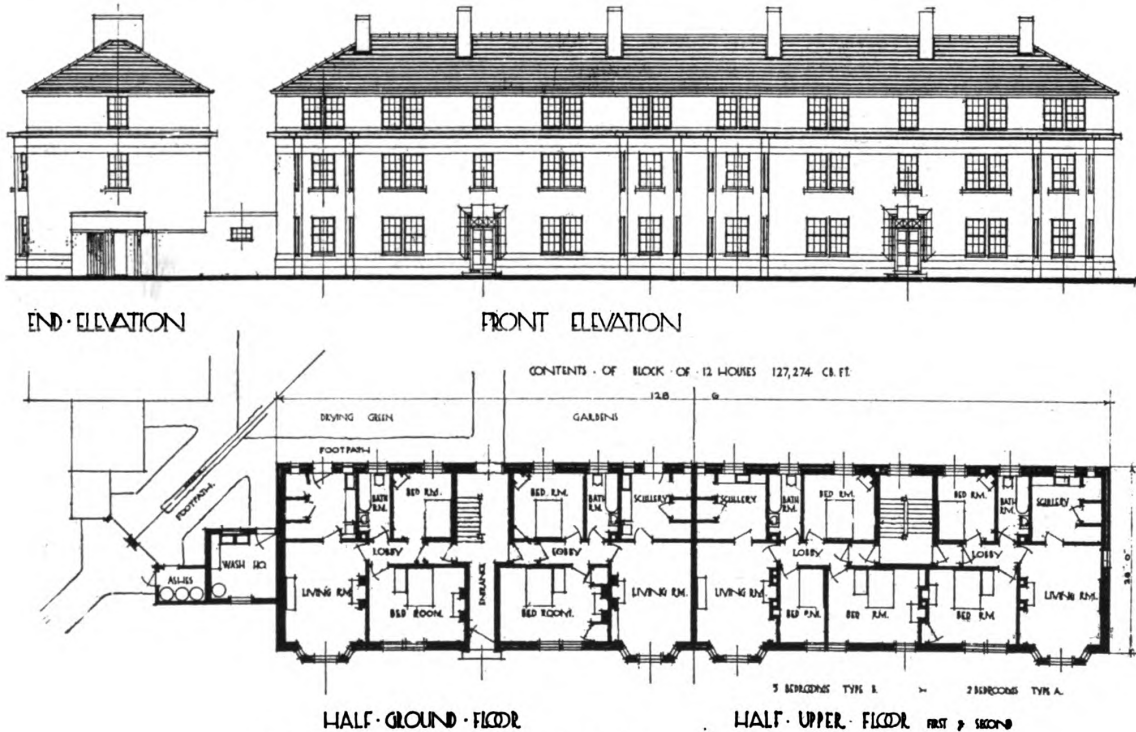 END · ELEVATION
FRONT ELEVATION
CONTENTS · OF BLOCK · OF · 12 HOUSES 127,274 CB. FT.
128 6
DRYING GREEN
GARDENS
FOOTPATH
FOOTPATH
BATH RM.
BED RM.
BED RM.
BATH RM.
SCULLERY
SCULLERY
BATH RM.
BED RM.
BED RM.
BATH RM.
SCULLERY
LOBBY
LOBBY
LOBBY
LOBBY
WASH HO.
ASHES
LIVING RM.
BED ROOM.
ENTRANCE
BED ROOM.
LIVING RM.
LIVING RM.
BED RM.
BED RM.
BED RM.
LIVING RM.
28' 0"
3 BEDROOMS TYPE B. 2 BEDROOMS TYPE A.
HALF · GROUND · FLOOR
HALF · UPPER · FLOOR FIRST & SECOND